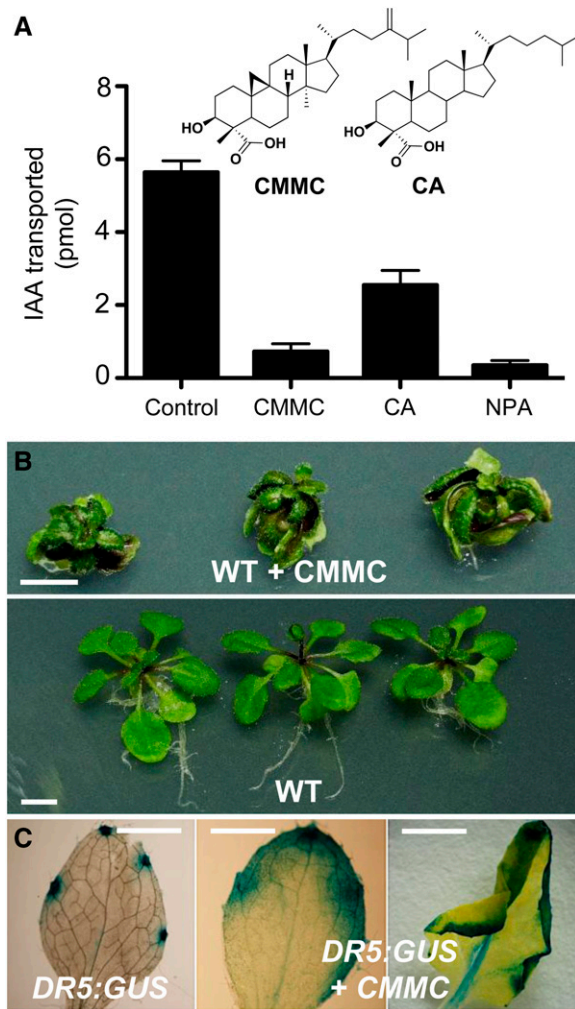 A
H
HO
OH
O
CMMC
HO
OH
O
CA
IAA transported
(pmol)
8
6
4
2
0
Control
CMMC
CA
NPA
B
WT + CMMC
WT
C
DR5:GUS
DR5:GUS
+ CMMC